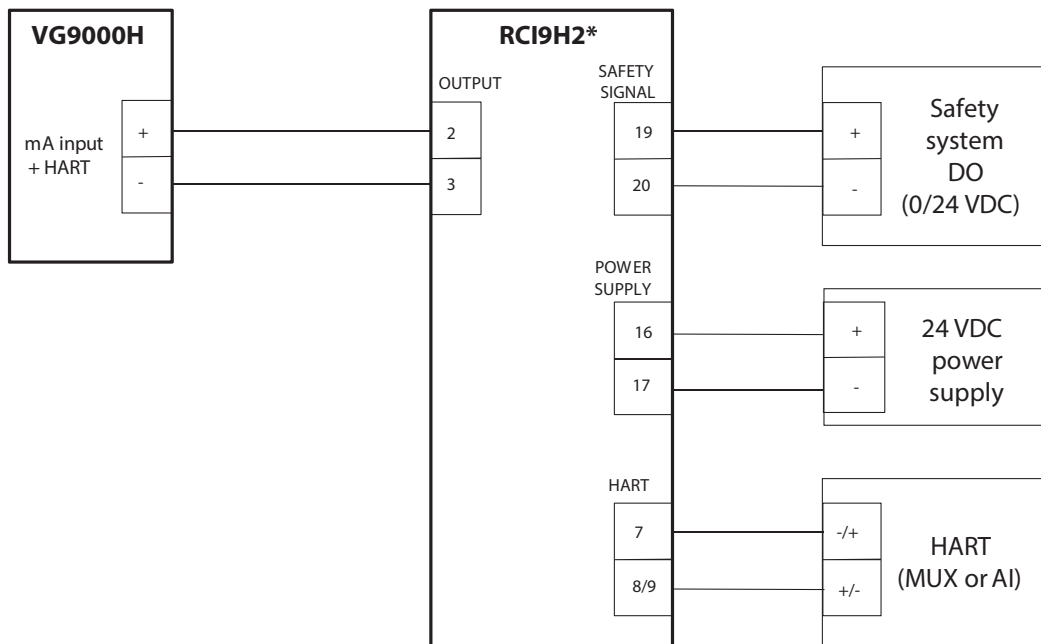 VG9000H
mA input
+ HART
+
-
RCI9H2*
OUTPUT
2
3
SAFETY
SIGNAL
19
20
POWER
SUPPLY
16
17
HART
7
8/9
+
-
Safety
system
DO
(0/24 VDC)
+
-
24 VDC
power
supply
-/+
+/-
HART
(MUX or AI)